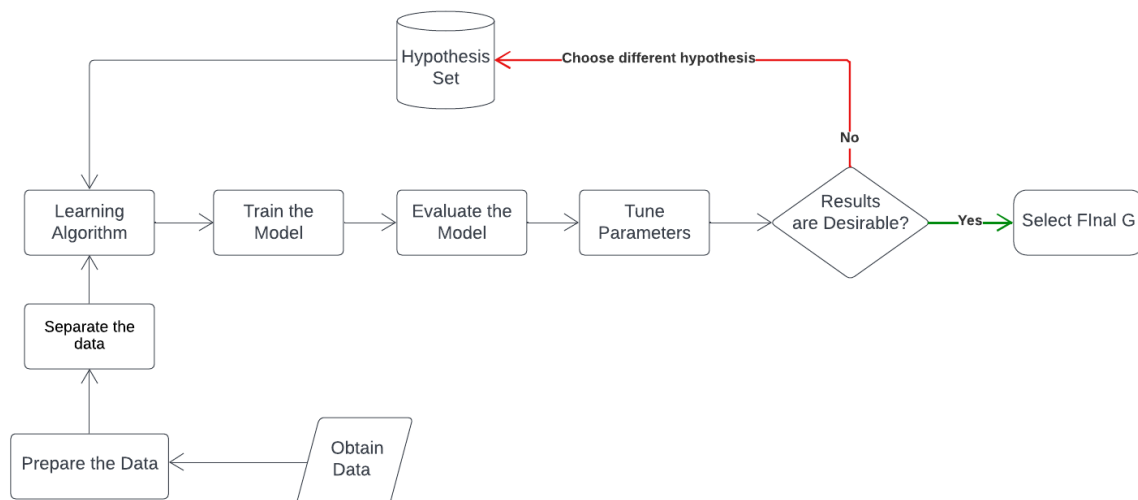 Hypothesis
Set
Choose different hypothesis
No
Learning
Algorithm
Train the
Model
Evaluate the
Model
Tune
Parameters
Results
are Desirable?
Yes
Select FInal G
Separate the
data
Prepare the Data
Obtain
Data